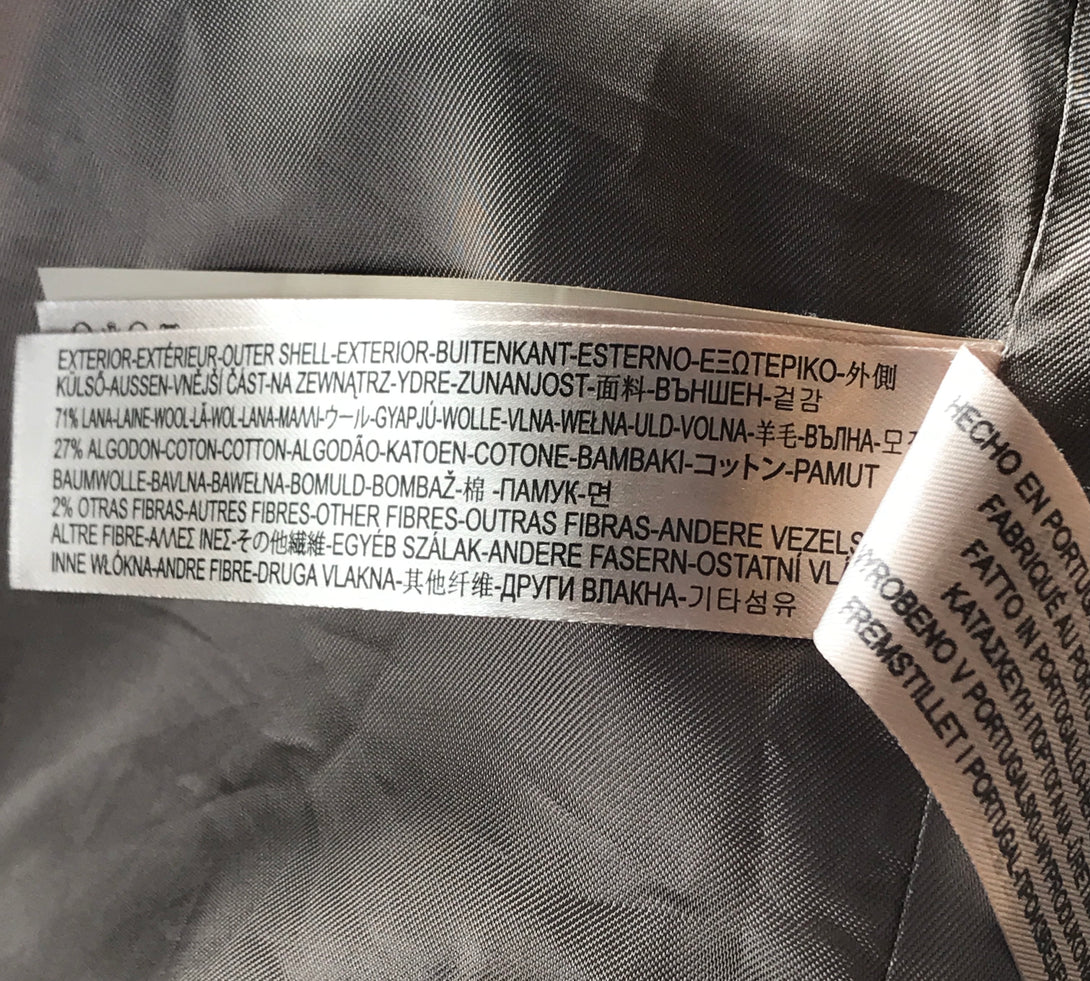 EXTERIOR-EXTÉRIEUR-OUTER SHELL-EXTERIOR-BUITENKANT-ESTERNO-ΕΞΩΤΕΡΙΚΟ-外側
KÜLSŐ-AUSSEN-VNĚJŠÍ ČÁST-NA ZEWNĄTRZ-YDRE-ZUNANJOST-面料-ВЪНШЕН-겉감
71% LANA-LAINE-WOOL-LÃ-WOL-LANA-ΜΑΛΛΙ-ウール-GYAPJÚ-WOLLE-VLNA-WEŁNA-ULD-VOLNA-羊毛-ВЪЛНА-모
27% ALGODON-COTON-COTTON-ALGODÃO-KATOEN-COTONE-BAMBAKI-コットン-PAMUT
BAUMWOLLE-BAVLNA-BAWEŁNA-BOMULD-BOMBAŽ-棉 -ПАМУК-면
2% OTRAS FIBRAS-AUTRES FIBRES-OTHER FIBRES-OUTRAS FIBRAS-ANDERE VEZELS
ALTRE FIBRE-ΑΛΛΕΣ ΙΝΕΣ-その他繊維-EGYÉB SZÁLAK-ANDERE FASERN-OSTATNÍ
INNE WŁÓKNA-ANDRE FIBRE-DRUGA VLAKNA-其他纤维-ДРУГИ ВЛАКНА-기타섬유
HECHO EN
FABRIQUÉ AU
FATTO IN
ΚΑΤΑΣΚΕΥΗ
VYROBENO V
FREMSTILLET I PORTUGAL